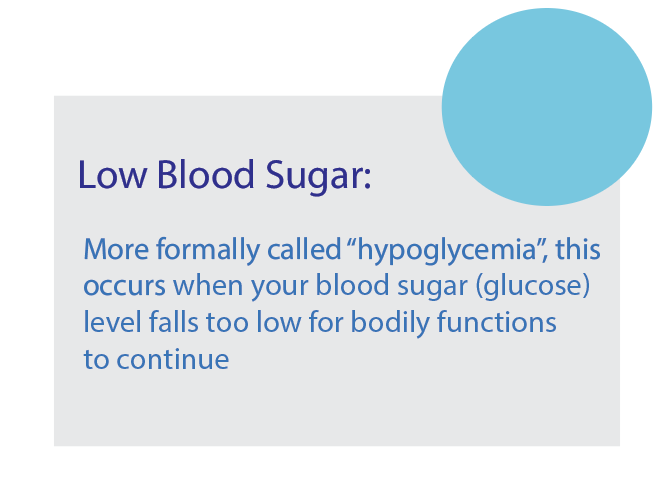 Low Blood Sugar:
More formally called “hypoglycemia”, this
occurs when your blood sugar (glucose)
level falls too low for bodily functions
to continue